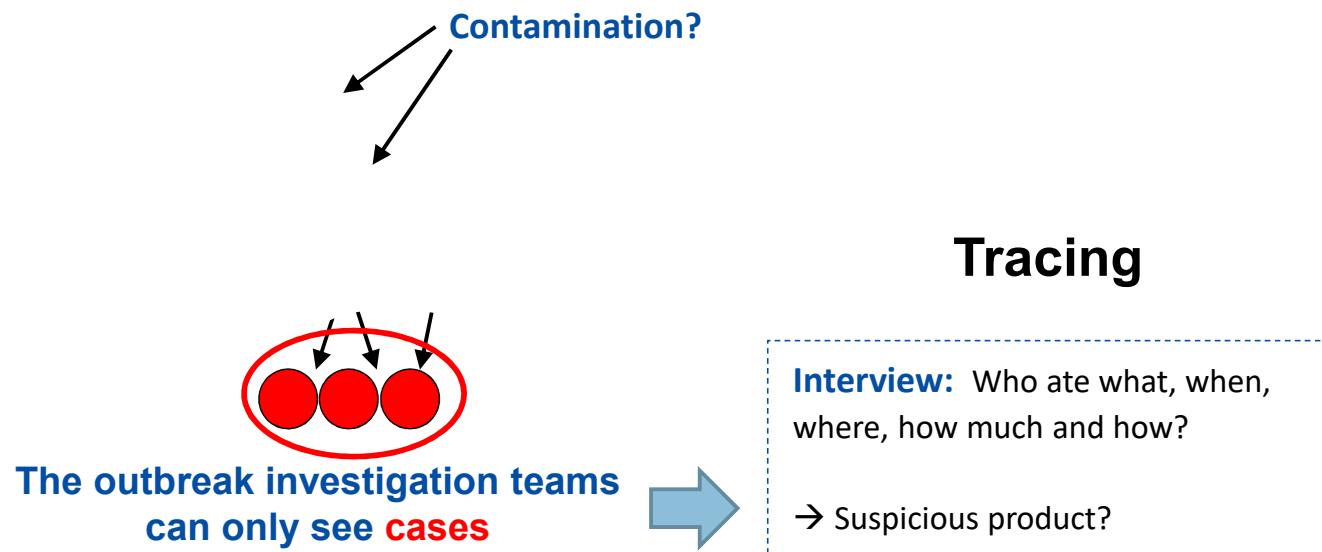 Contamination?
Tracing
Interview: Who ate what, when,
where, how much and how?
→ Suspicious product?
The outbreak investigation teams
can only see cases